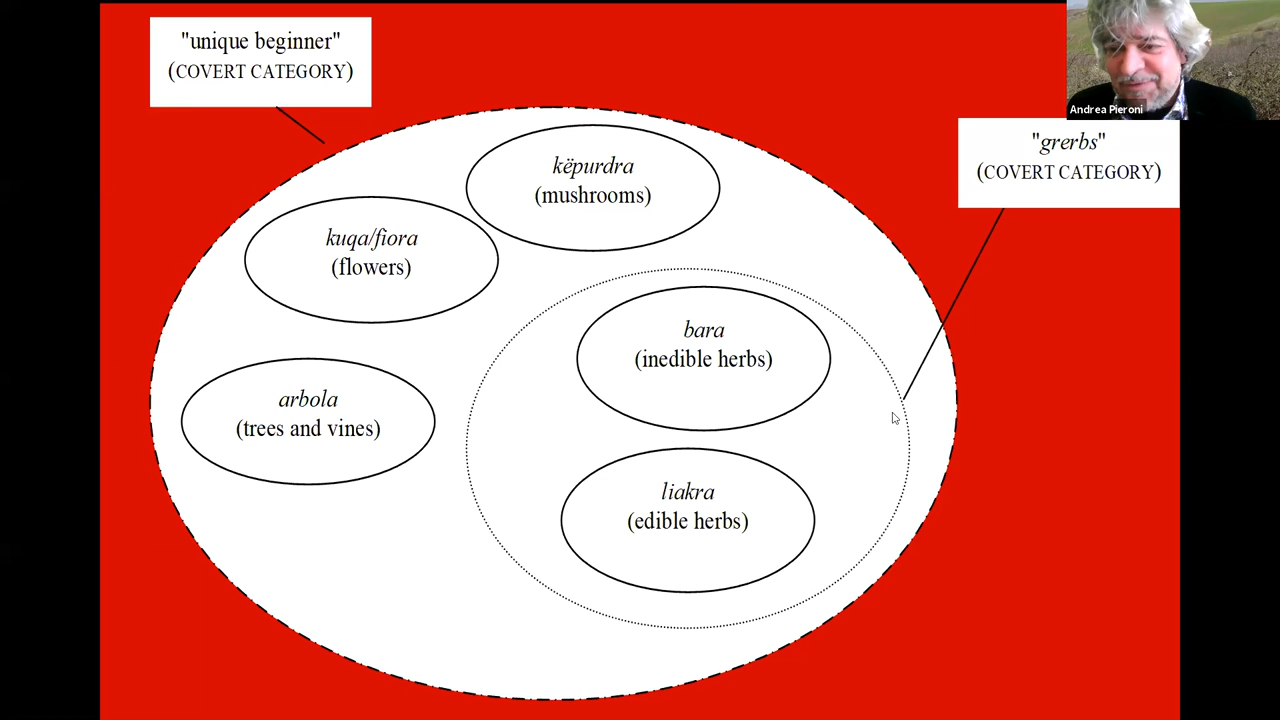 "unique beginner"
(COVERT CATEGORY)
Andrea Pieroni
"grerbs"
(COVERT CATEGORY)
këpurdra
(mushrooms)
kuqa/fiora
(flowers)
bara
(inedible herbs)
arbola
(trees and vines)
liakra
(edible herbs)